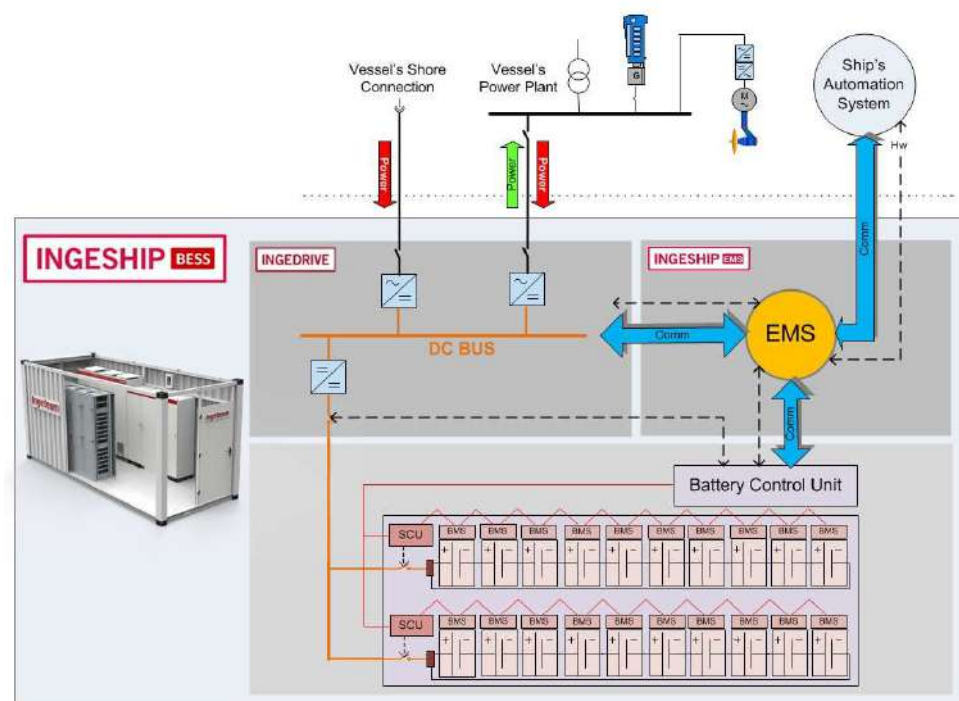 Vessel's Shore
Connection
Vessel's
Power Plant
G
M
~
Ship's
Automation
System
Hw
Power
Power
Power
Comm
INGESHIP BESS
INGEDRIVE
INGESHIP EMS
DC BUS
Comm
EMS
Comm
Battery Control Unit
SCU
BMS BMS BMS BMS BMS BMS BMS BMS BMS BMS
+ − + − + − + − + − + − + − + − + − + −
SCU
BMS BMS BMS BMS BMS BMS BMS BMS BMS BMS
+ − + − + − + − + − + − + − + − + − + −